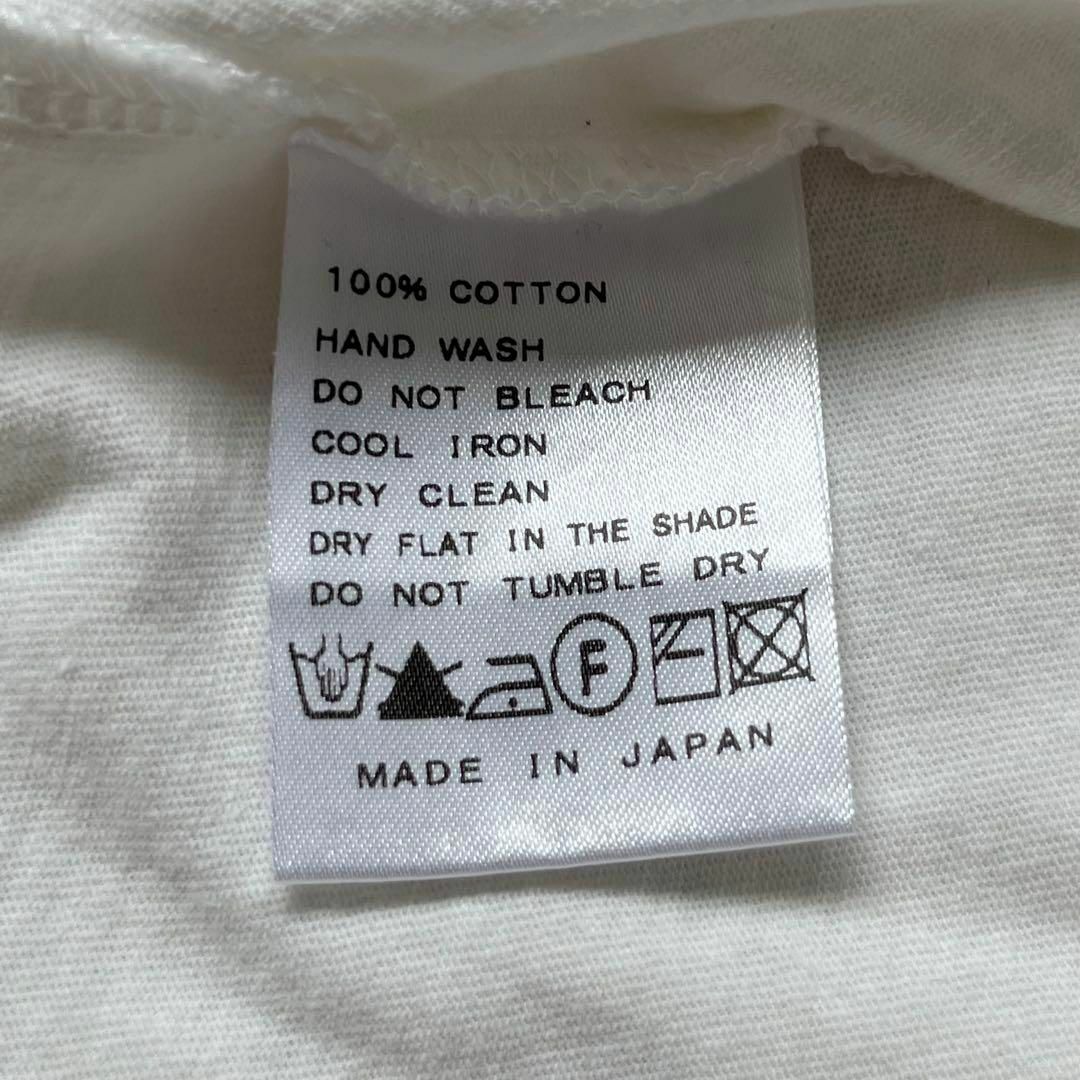 100% COTTON
HAND WASH
DO NOT BLEACH
COOL IRON
DRY CLEAN
DRY FLAT IN THE SHADE
DO NOT TUMBLE DRY
F
MADE IN JAPAN